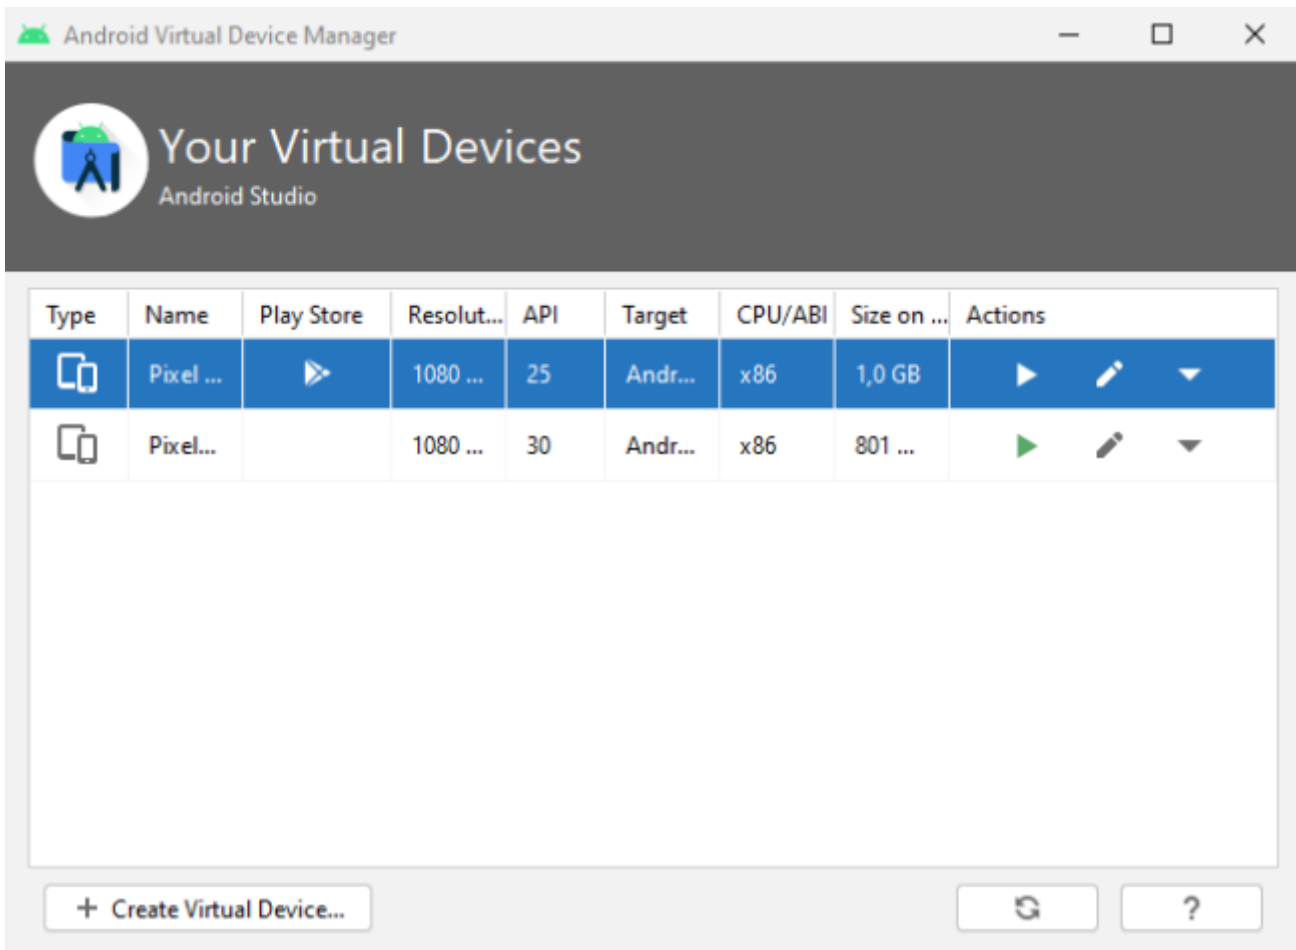 Android Virtual Device Manager
Your Virtual Devices
Android Studio
Type Name Play Store Resolut... API Target CPU/ABI Size on ... Actions
Pixel ... 1080 ... 25 Andr... x86 1,0 GB
Pixel... 1080 ... 30 Andr... x86 801 ...
+ Create Virtual Device... ?